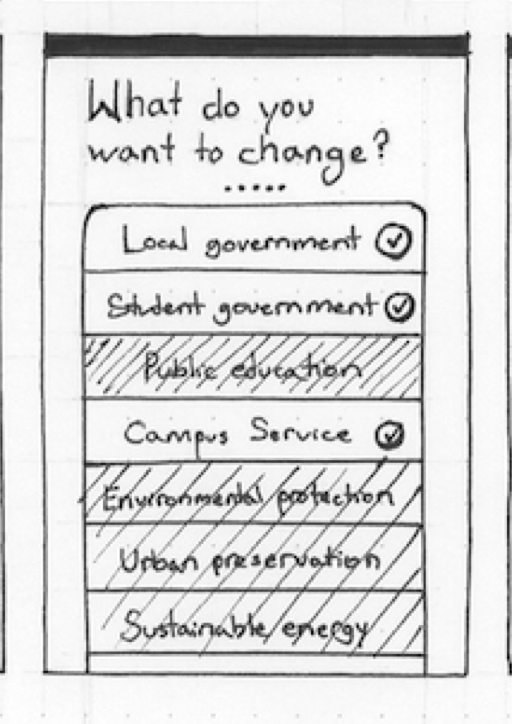 What do you
want to change?
Local government
Student government
Public education
Campus Service
Environmental protection
Urban preservation
Sustainable energy